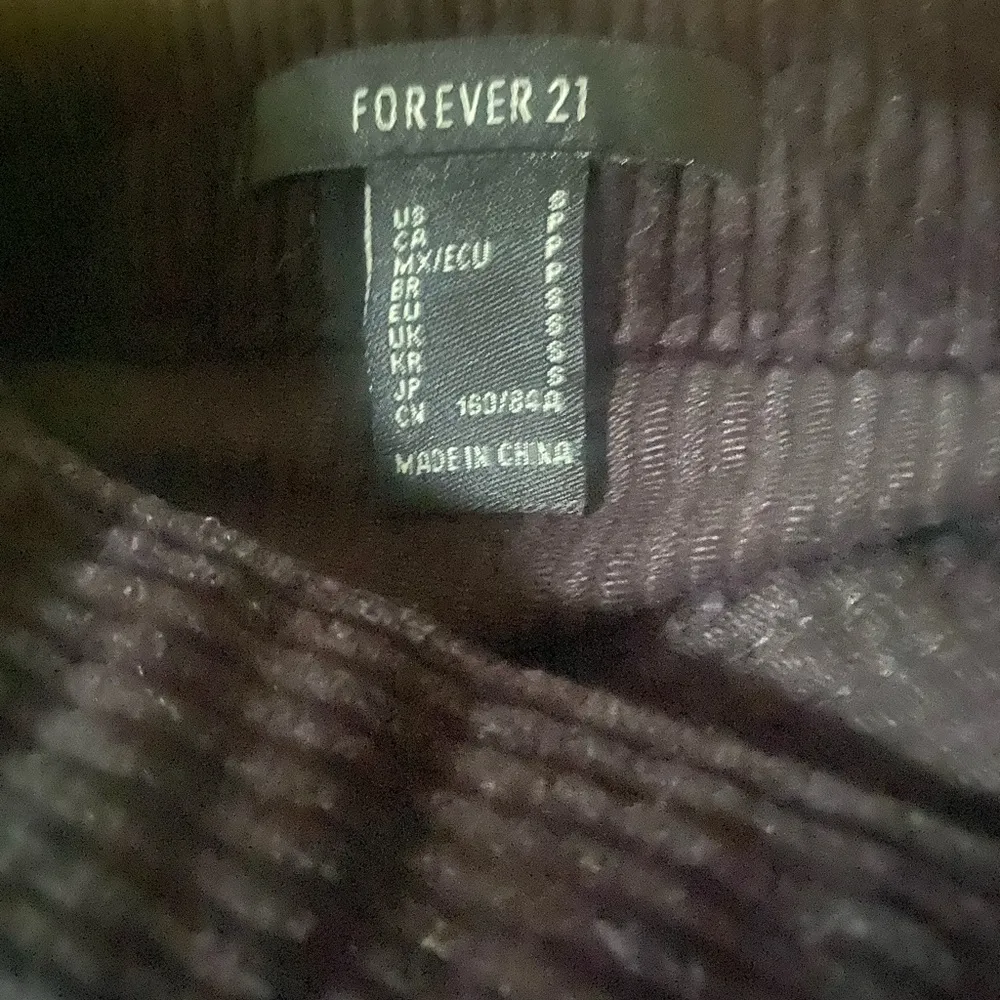 FOREVER 21
US S
CA P
MX/ECU P
BR P
EU S
UK S
KR S
JP S
CN 160/84A
MADE IN CHINA